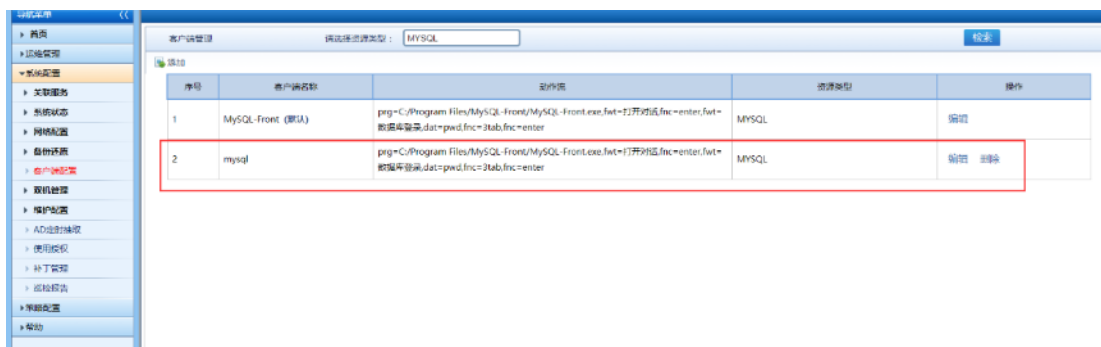 导航菜单
首页
运维管理
系统配置
关联服务
系统状态
网络配置
备份还原
客户端配置
双机管理
维护配置
AD定时抽取
使用授权
补丁管理
巡检报告
策略配置
帮助
客户端管理 请选择资源类型： MYSQL 检索
添加
序号 客户端名称 动作流 资源类型 操作
1 MySQL-Front (默认) prg=C:/Program Files/MySQL-Front/MySQL-Front.exe,fwt=打开对话,fnc=enter,fwt=
数据库登录,dat=pwd,fnc=3tab,fnc=enter MYSQL 编辑
2 mysql prg=C:/Program Files/MySQL-Front/MySQL-Front.exe,fwt=打开对话,fnc=enter,fwt=
数据库登录,dat=pwd,fnc=3tab,fnc=enter MYSQL 编辑 删除